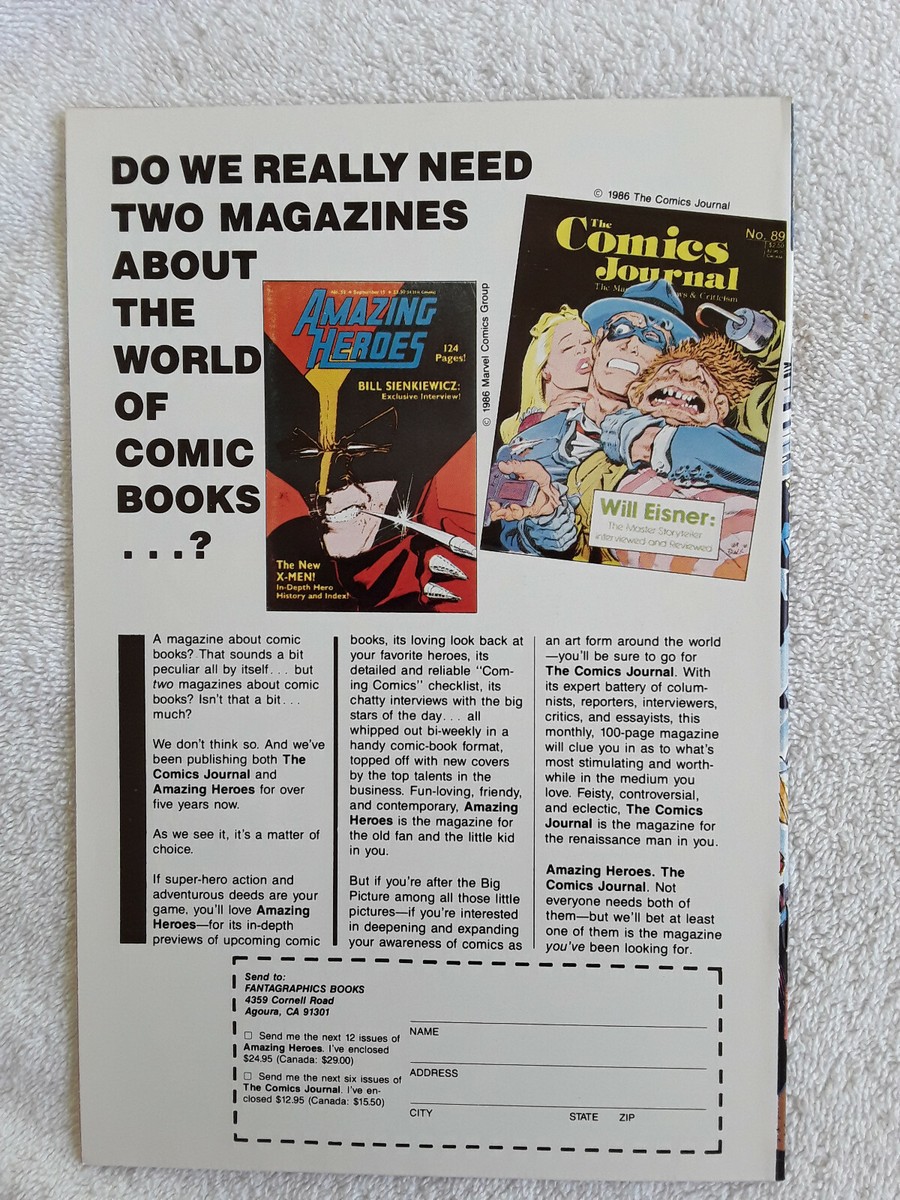 DO WE REALLY NEED
TWO MAGAZINES
ABOUT
THE
WORLD
OF
COMIC
BOOKS
...?
© 1986 The Comics Journal
The
Comics
Journal
No. 89
News & Criticism
Will Eisner:
The Master Storyteller
Interviewed and Reviewed
© 1986 Marvel Comics Group
AMAZING
HEROES
124
Pages!
BILL SIENKIEWICZ:
Exclusive Interview!
The New
X-MEN!
In-Depth Hero
History and Index!
A magazine about comic
books? That sounds a bit
peculiar all by itself... but
two magazines about comic
books? Isn't that a bit...
much?
We don't think so. And we've
been publishing both The
Comics Journal and
Amazing Heroes for over
five years now.
As we see it, it's a matter of
choice.
If super-hero action and
adventurous deeds are your
game, you'll love Amazing
Heroes—for its in-depth
previews of upcoming comic
books, its loving look back at
your favorite heroes, its
detailed and reliable "Com-
ing Comics" checklist, its
chatty interviews with the big
stars of the day... all
whipped out bi-weekly in a
handy comic-book format,
topped off with new covers
by the top talents in the
business. Fun-loving, friendy,
and contemporary, Amazing
Heroes is the magazine for
the old fan and the little kid
in you.
But if you're after the Big
Picture among all those little
pictures—if you're interested
in deepening and expanding
your awareness of comics as
an art form around the world
—you'll be sure to go for
The Comics Journal. With
its expert battery of colum-
nists, reporters, interviewers,
critics, and essayists, this
monthly, 100-page magazine
will clue you in as to what's
most stimulating and worth-
while in the medium you
love. Feisty, controversial,
and eclectic, The Comics
Journal is the magazine for
the renaissance man in you.
Amazing Heroes. The
Comics Journal. Not
everyone needs both of
them—but we'll bet at least
one of them is the magazine
you've been looking for.
Send to:
FANTAGRAPHICS BOOKS
4359 Cornell Road
Agoura, CA 91301
☐ Send me the next 12 issues of
Amazing Heroes. I've enclosed
$24.95 (Canada: $29.00)
☐ Send me the next six issues of
The Comics Journal. I've en-
closed $12.95 (Canada: $15.50)
NAME
ADDRESS
CITY STATE ZIP